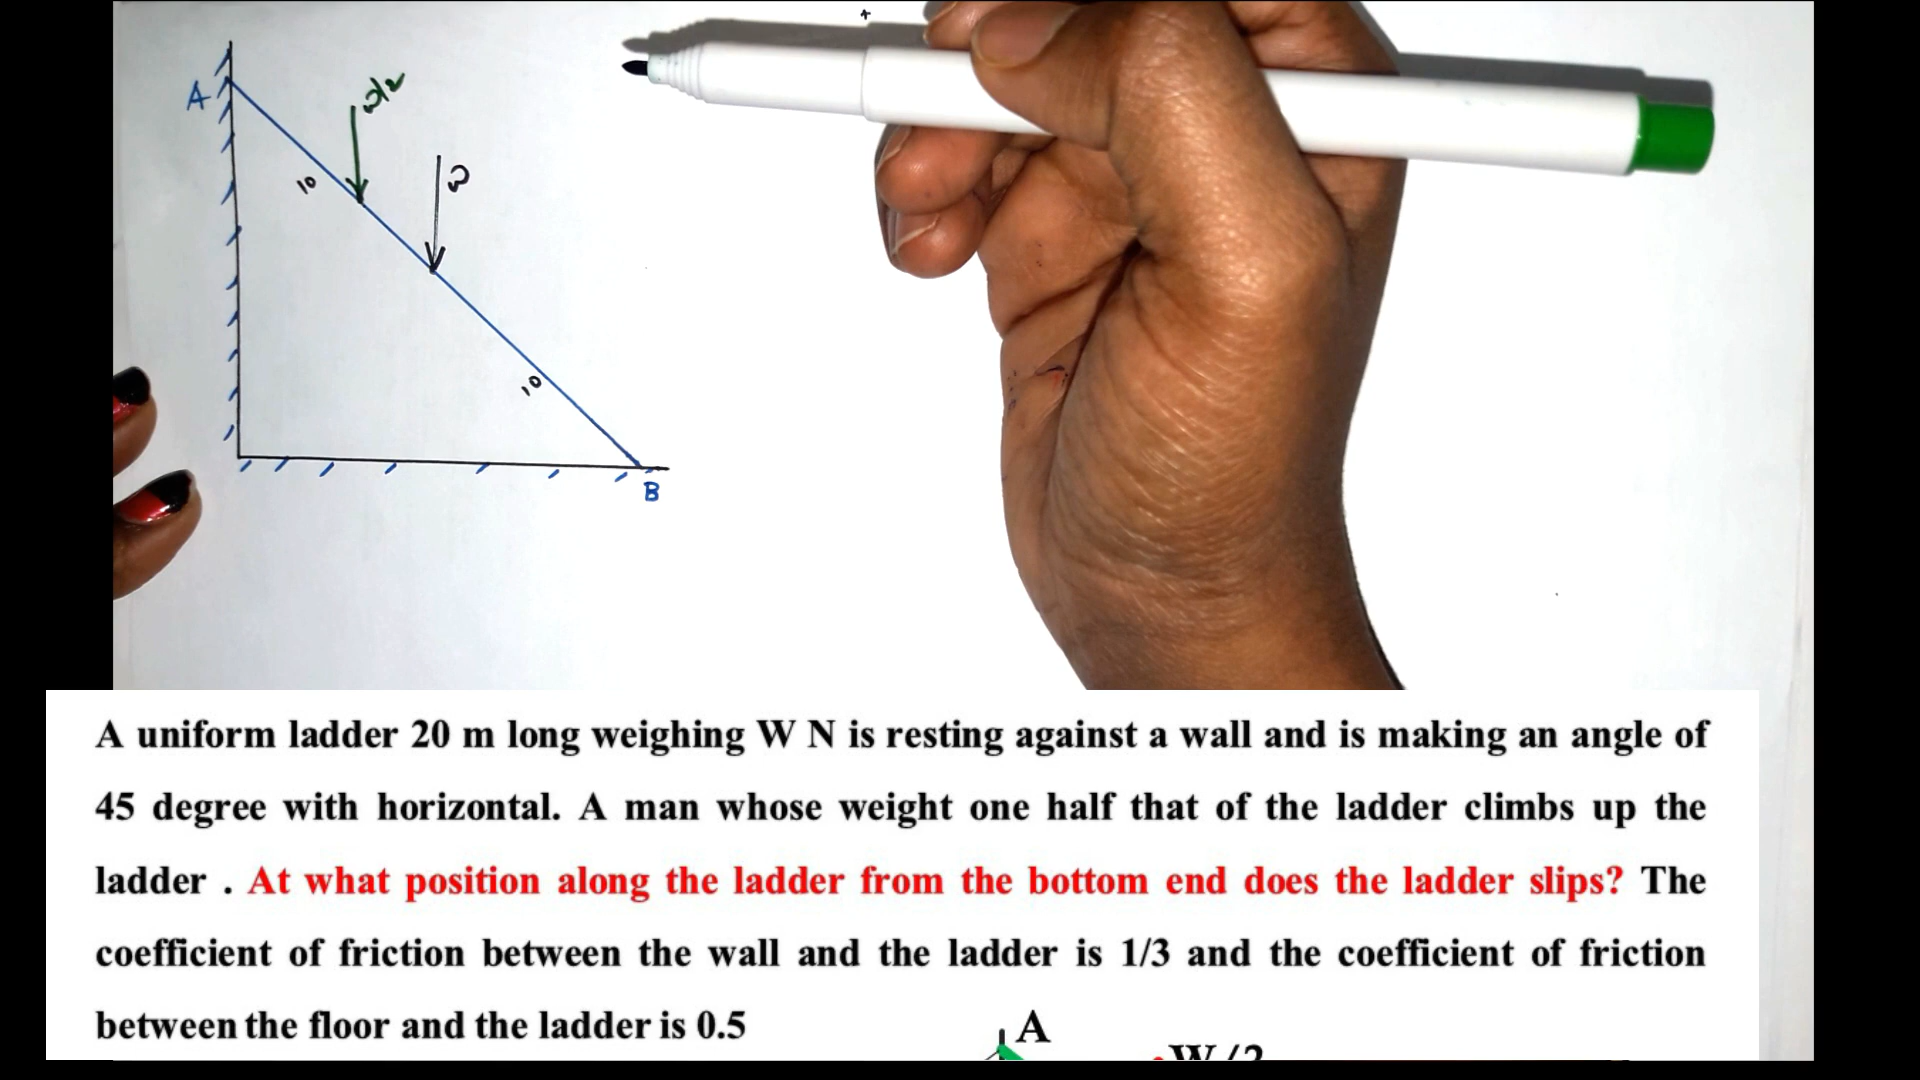 A
W/2
W
10
10
B
A uniform ladder 20 m long weighing W N is resting against a wall and is making an angle of
45 degree with horizontal. A man whose weight one half that of the ladder climbs up the
ladder . At what position along the ladder from the bottom end does the ladder slips? The
coefficient of friction between the wall and the ladder is 1/3 and the coefficient of friction
between the floor and the ladder is 0.5
A
W/2